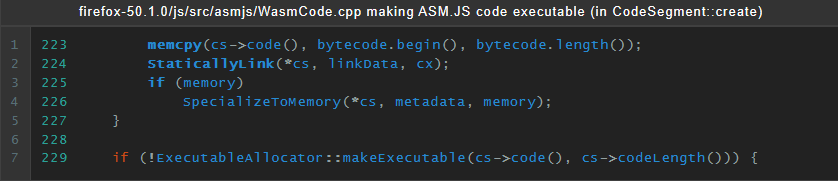 firefox-50.1.0/js/src/asmjs/WasmCode.cpp making ASM.JS code executable (in CodeSegment::create)
1 223         memcpy(cs->code(), bytecode.begin(), bytecode.length());
2 224         StaticallyLink(*cs, linkData, cx);
3 225         if (memory)
4 226             SpecializeToMemory(*cs, metadata, memory);
5 227     }
6 228
7 229     if (!ExecutableAllocator::makeExecutable(cs->code(), cs->codeLength())) {